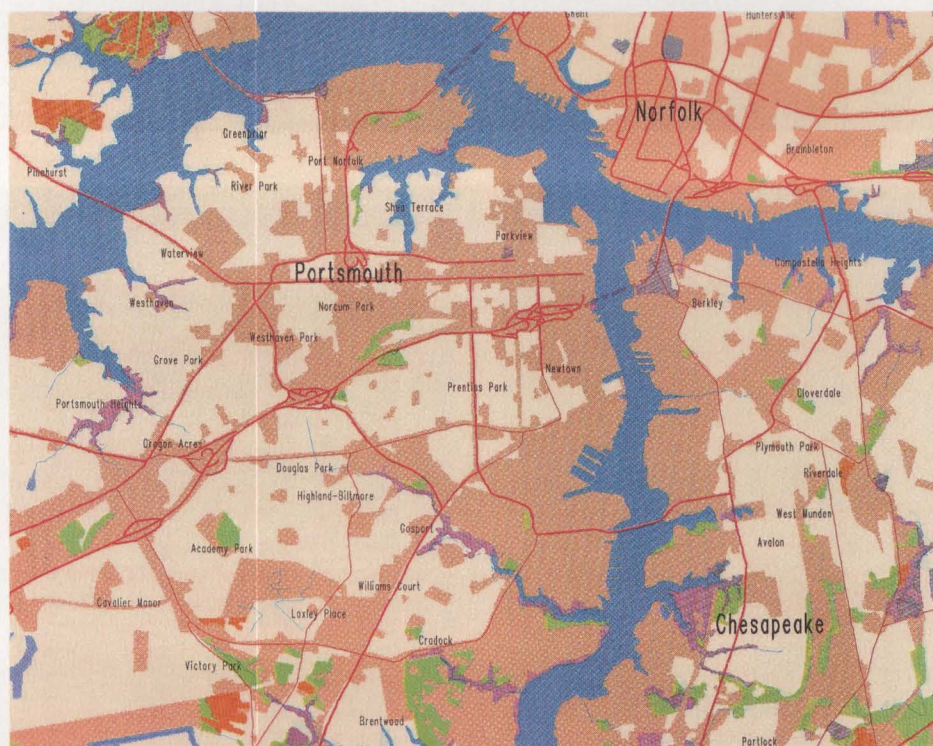 Ghent
Huntersville
Norfolk
Greenbriar
Brambleton
Port Norfolk
Pinehurst
River Park
Shea Terrace
Parkview
Waterview
Compostella Heights
Portsmouth
Westhaven
Norcum Park
Berkley
Westhaven Park
Grove Park
Newtown
Prentiss Park
Cloverdale
Portsmouth Heights
Oregon Acres
Plymouth Park
Douglas Park
Riverdale
Highland-Biltmore
West Munden
Gosport
Avalon
Academy Park
Williams Court
Cavalier Manor
Loxley Place
Chesapeake
Cradock
Victory Park
Brentwood
Portlock